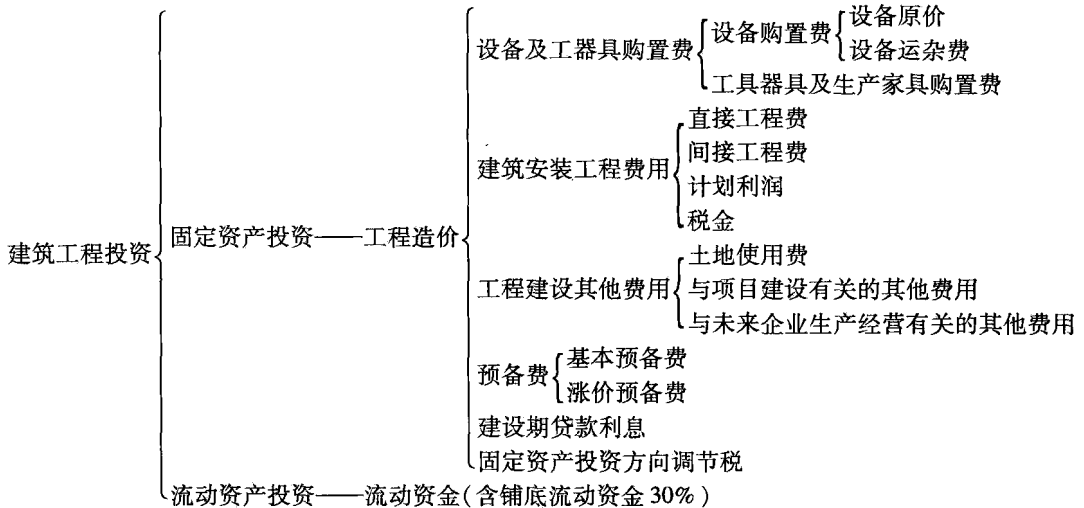 设备原价
设备购置费
设备及工器具购置费
设备运杂费
工具器具及生产家具购置费
直接工程费
间接工程费
建筑安装工程费用
计划利润
税金
固定资产投资——工程造价
建筑工程投资
土地使用费
工程建设其他费用
与项目建设有关的其他费用
与未来企业生产经营有关的其他费用
基本预备费
预备费
涨价预备费
建设期贷款利息
固定资产投资方向调节税
流动资产投资——流动资金(含铺底流动资金30%)